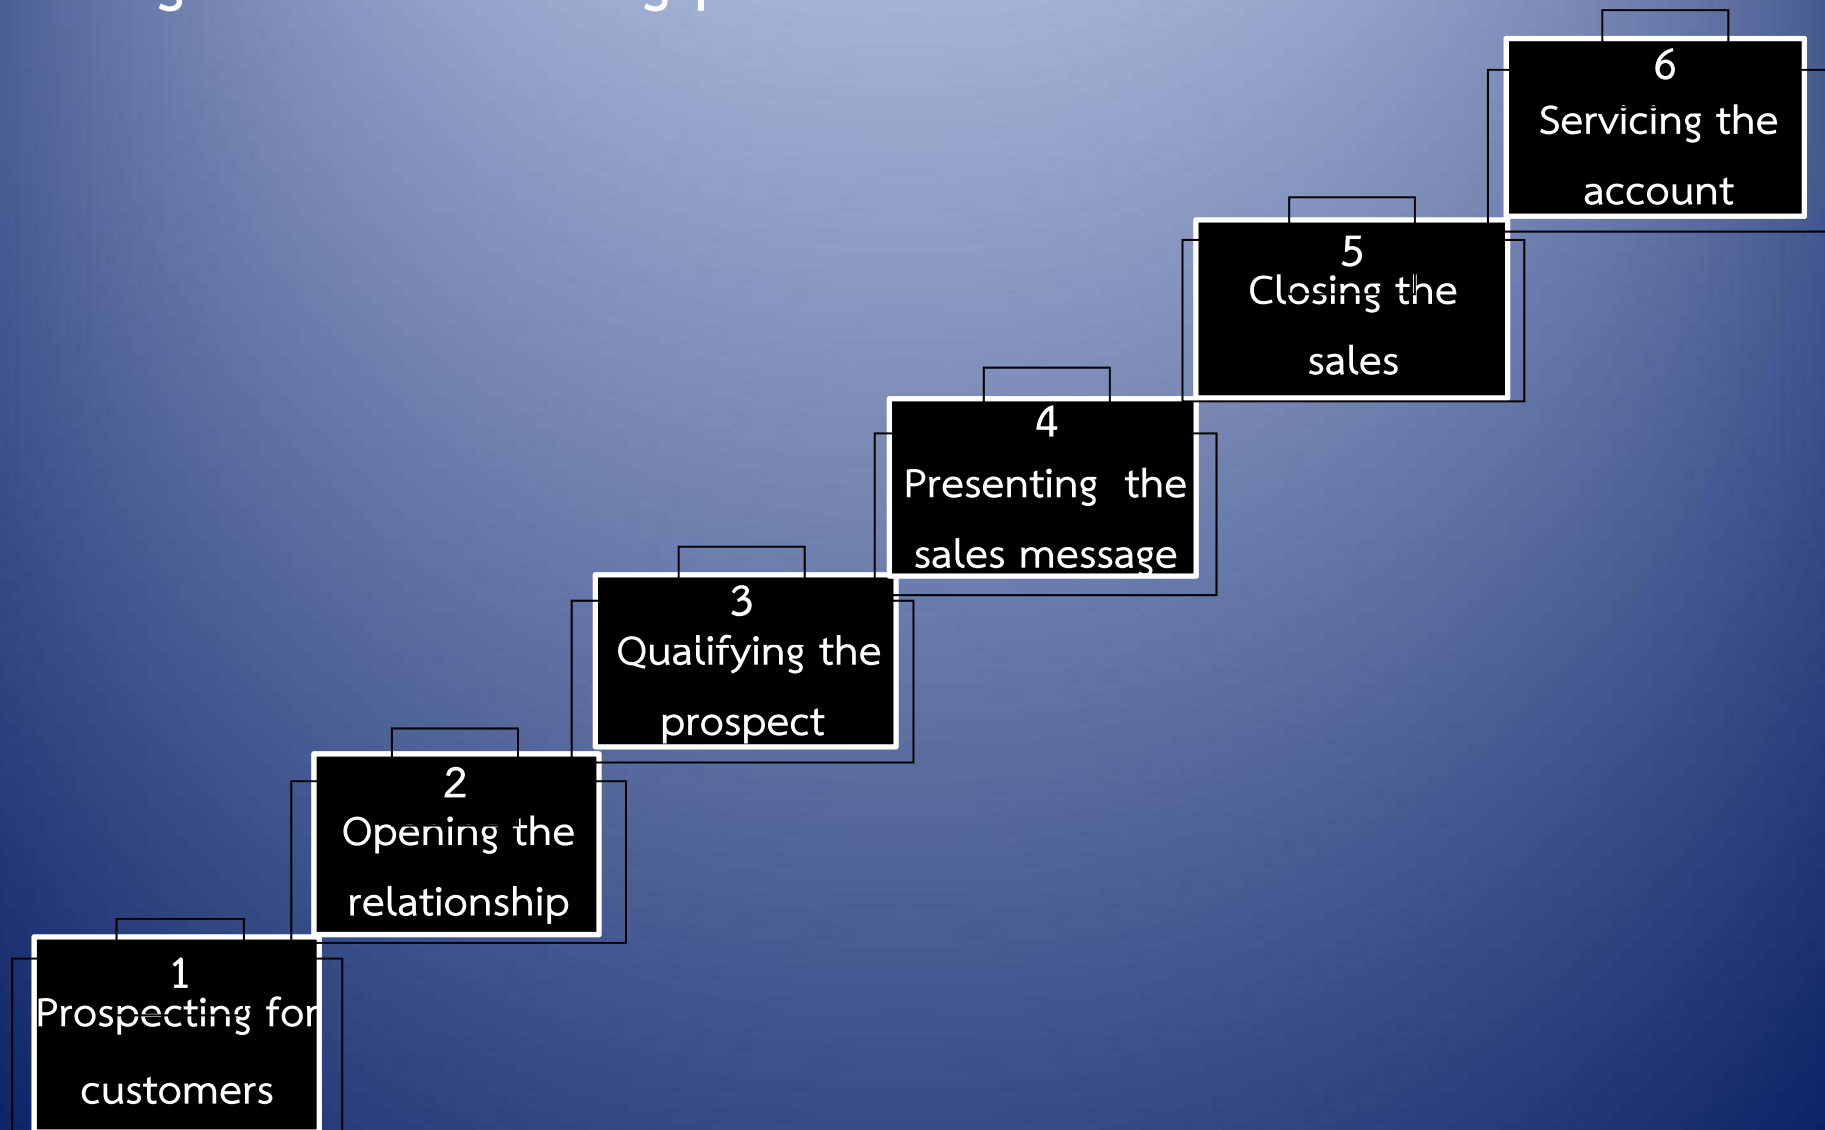 6
Servicing the
account
5
Closing the
sales
4
Presenting the
sales message
3
Qualifying the
prospect
2
Opening the
relationship
1
Prospecting for
customers